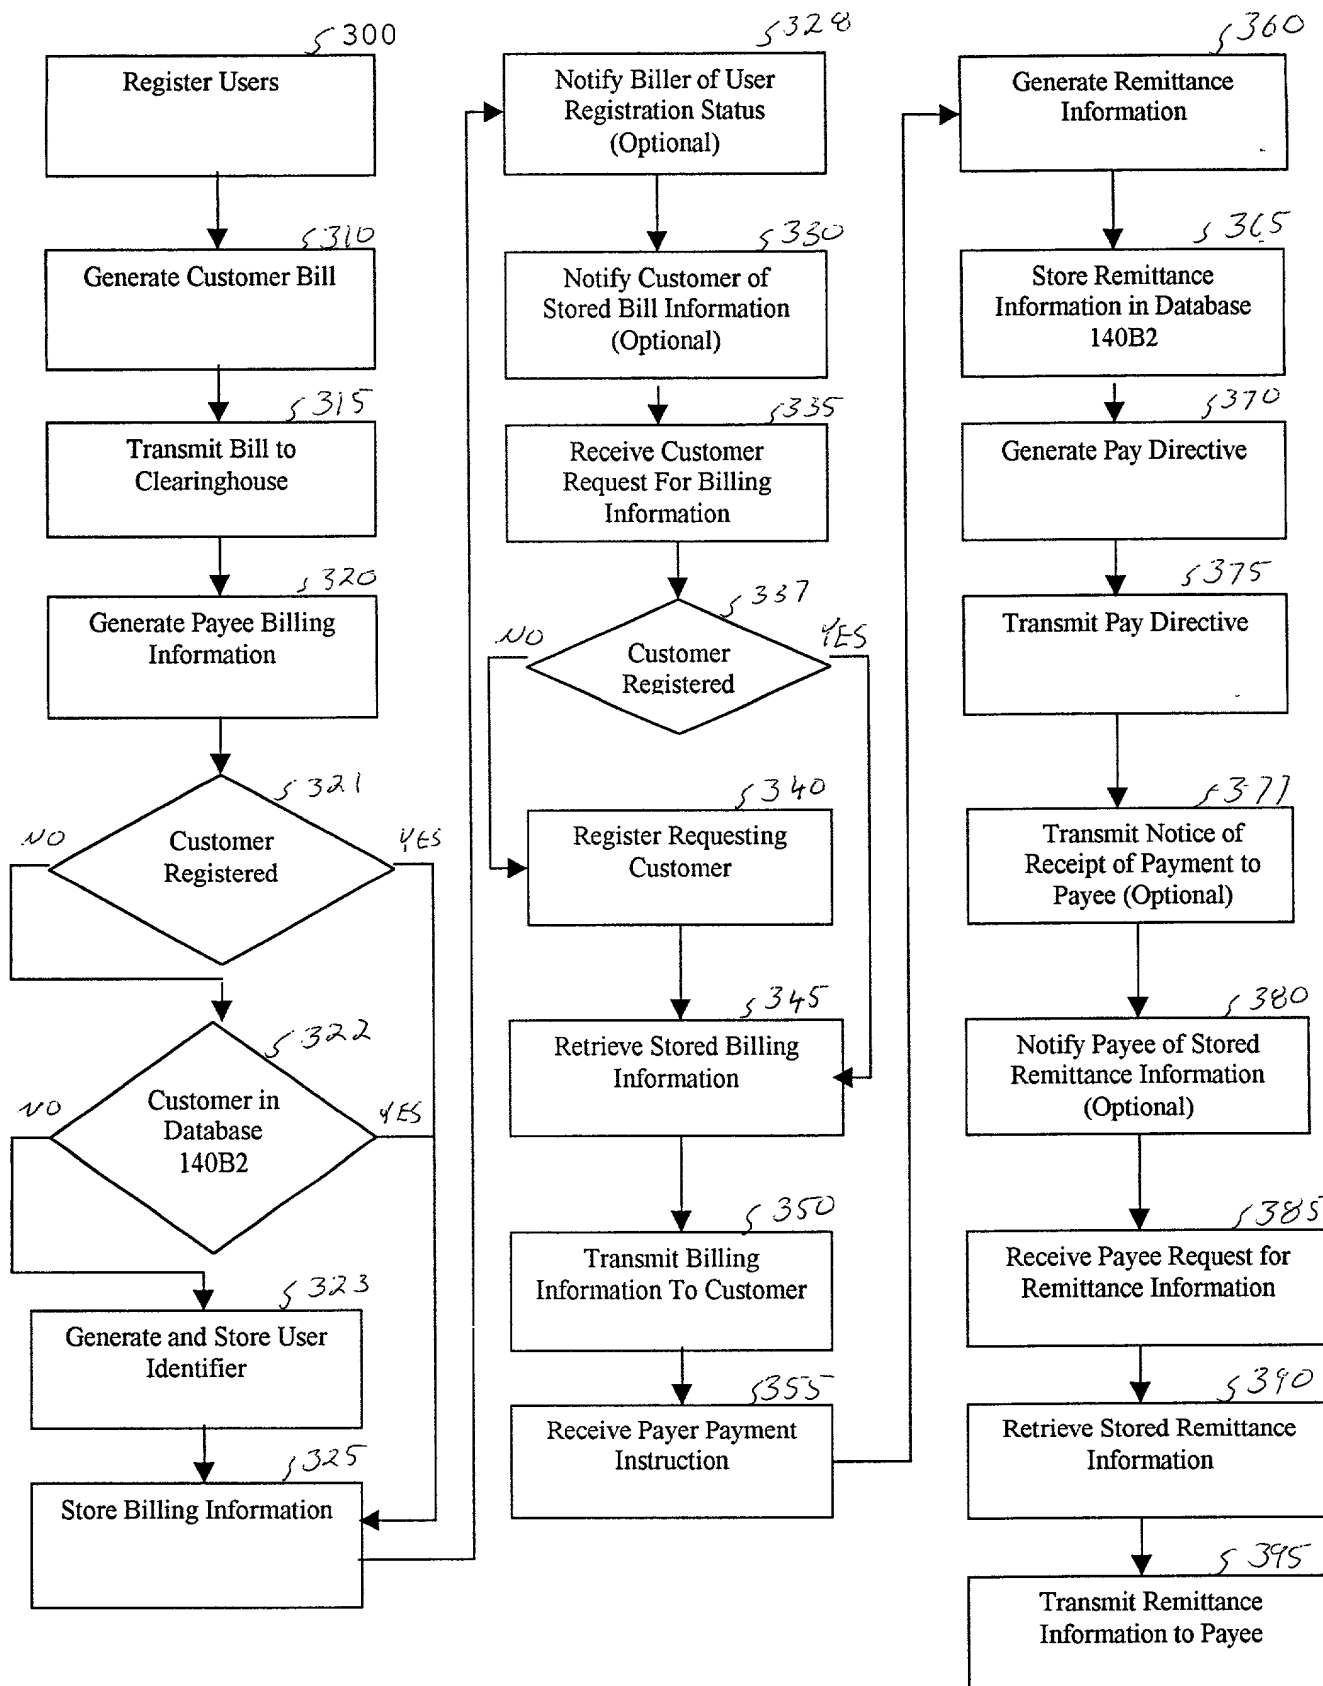 300
Register Users
310
Generate Customer Bill
315
Transmit Bill to
Clearinghouse
320
Generate Payee Billing
Information
321
Customer
Registered
NO
YES
322
Customer in
Database
140B2
NO
YES
323
Generate and Store User
Identifier
325
Store Billing Information
328
Notify Biller of User
Registration Status
(Optional)
330
Notify Customer of
Stored Bill Information
(Optional)
335
Receive Customer
Request For Billing
Information
337
Customer
Registered
NO
YES
340
Register Requesting
Customer
345
Retrieve Stored Billing
Information
350
Transmit Billing
Information To Customer
355
Receive Payer Payment
Instruction
360
Generate Remittance
Information
365
Store Remittance
Information in Database
140B2
370
Generate Pay Directive
375
Transmit Pay Directive
377
Transmit Notice of
Receipt of Payment to
Payee (Optional)
380
Notify Payee of Stored
Remittance Information
(Optional)
385
Receive Payee Request for
Remittance Information
390
Retrieve Stored Remittance
Information
395
Transmit Remittance
Information to Payee